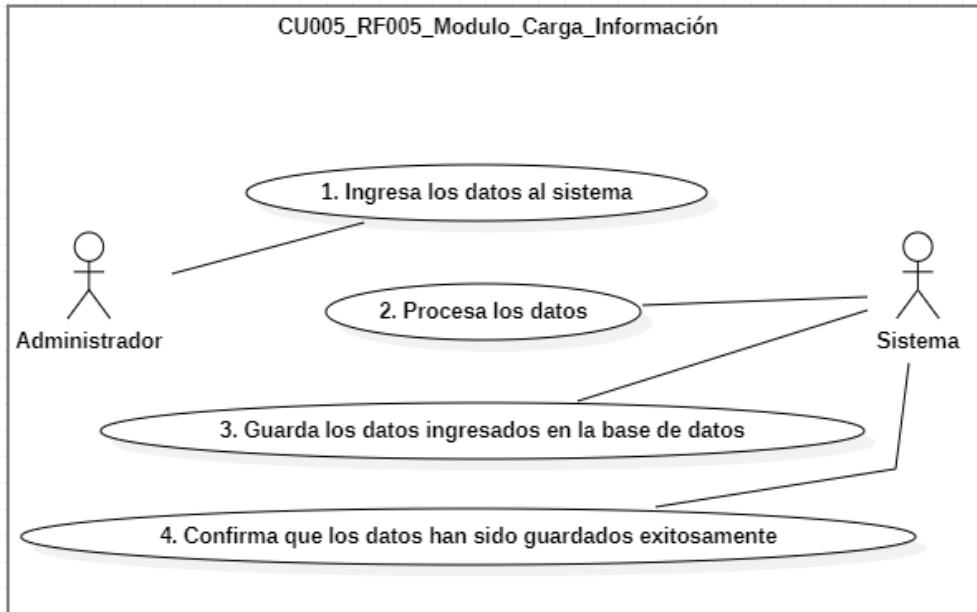 CU005_RF005_Modulo_Carga_Información
1. Ingresa los datos al sistema
2. Procesa los datos
Administrador
Sistema
3. Guarda los datos ingresados en la base de datos
4. Confirma que los datos han sido guardados exitosamente